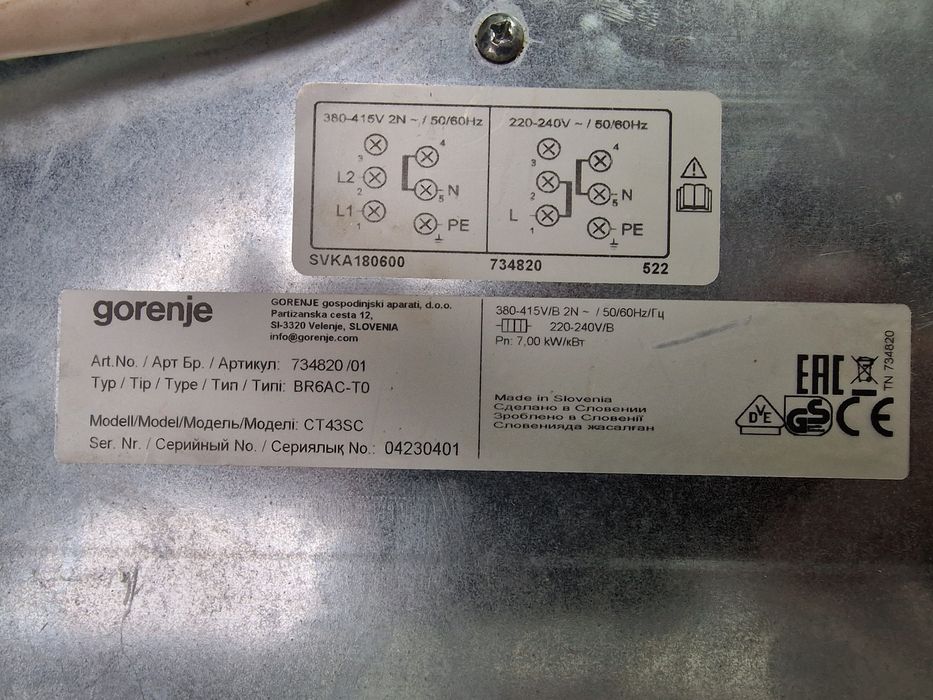 380-415V 2N ~ / 50/60Hz
3
4
L2
2
5
N
L1
1
PE
220-240V ~ / 50/60Hz
3
4
2
5
N
L
1
PE
SVKA180600 734820 522
gorenje
GORENJE gospodinjski aparati, d.o.o.
Partizanska cesta 12,
SI-3320 Velenje, SLOVENIA
info@gorenje.com
Art.No. / Арт Бр. / Артикул: 734820 /01
Typ / Tip / Type / Тип / Типі: BR6AC-T0
Modell/Model/Модель/Моделі: CT43SC
Ser. Nr. / Серийный No. / Сериялық No.: 04230401
380-415V/В 2N ~ / 50/60Hz/Гц
220-240V/В
Pn: 7,00 kW/кВт
Made in Slovenia
Сделано в Словении
Зроблено в Словенії
Словенияда жасалған
EAC
TN 734820
DVE
GS
CE